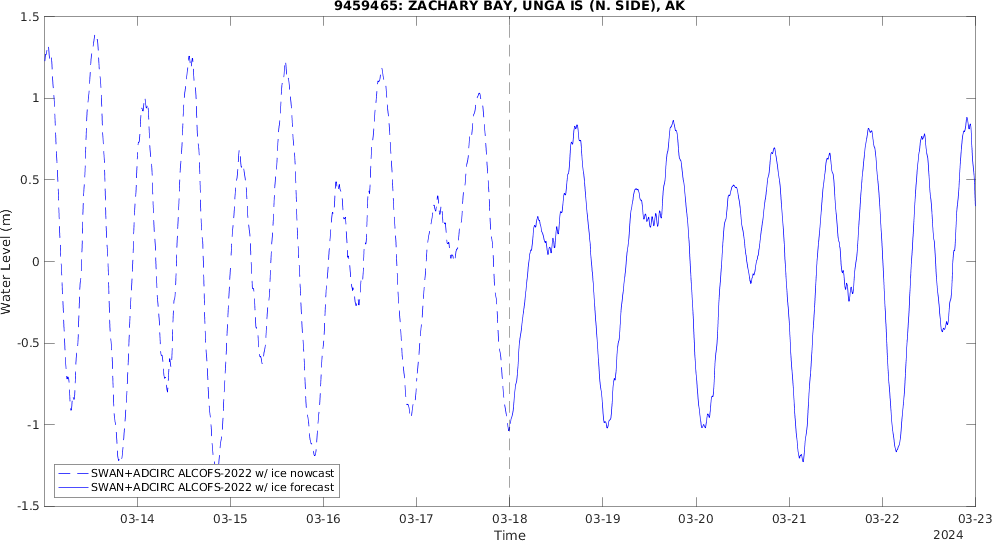 9459465: ZACHARY BAY, UNGA IS (N. SIDE), AK
1.5
1
0.5
0
-0.5
-1
-1.5
Water Level (m)
SWAN+ADCIRC ALCOFS-2022 w/ ice nowcast
SWAN+ADCIRC ALCOFS-2022 w/ ice forecast
03-14 03-15 03-16 03-17 03-18 03-19 03-20 03-21 03-22 03-23
Time
2024